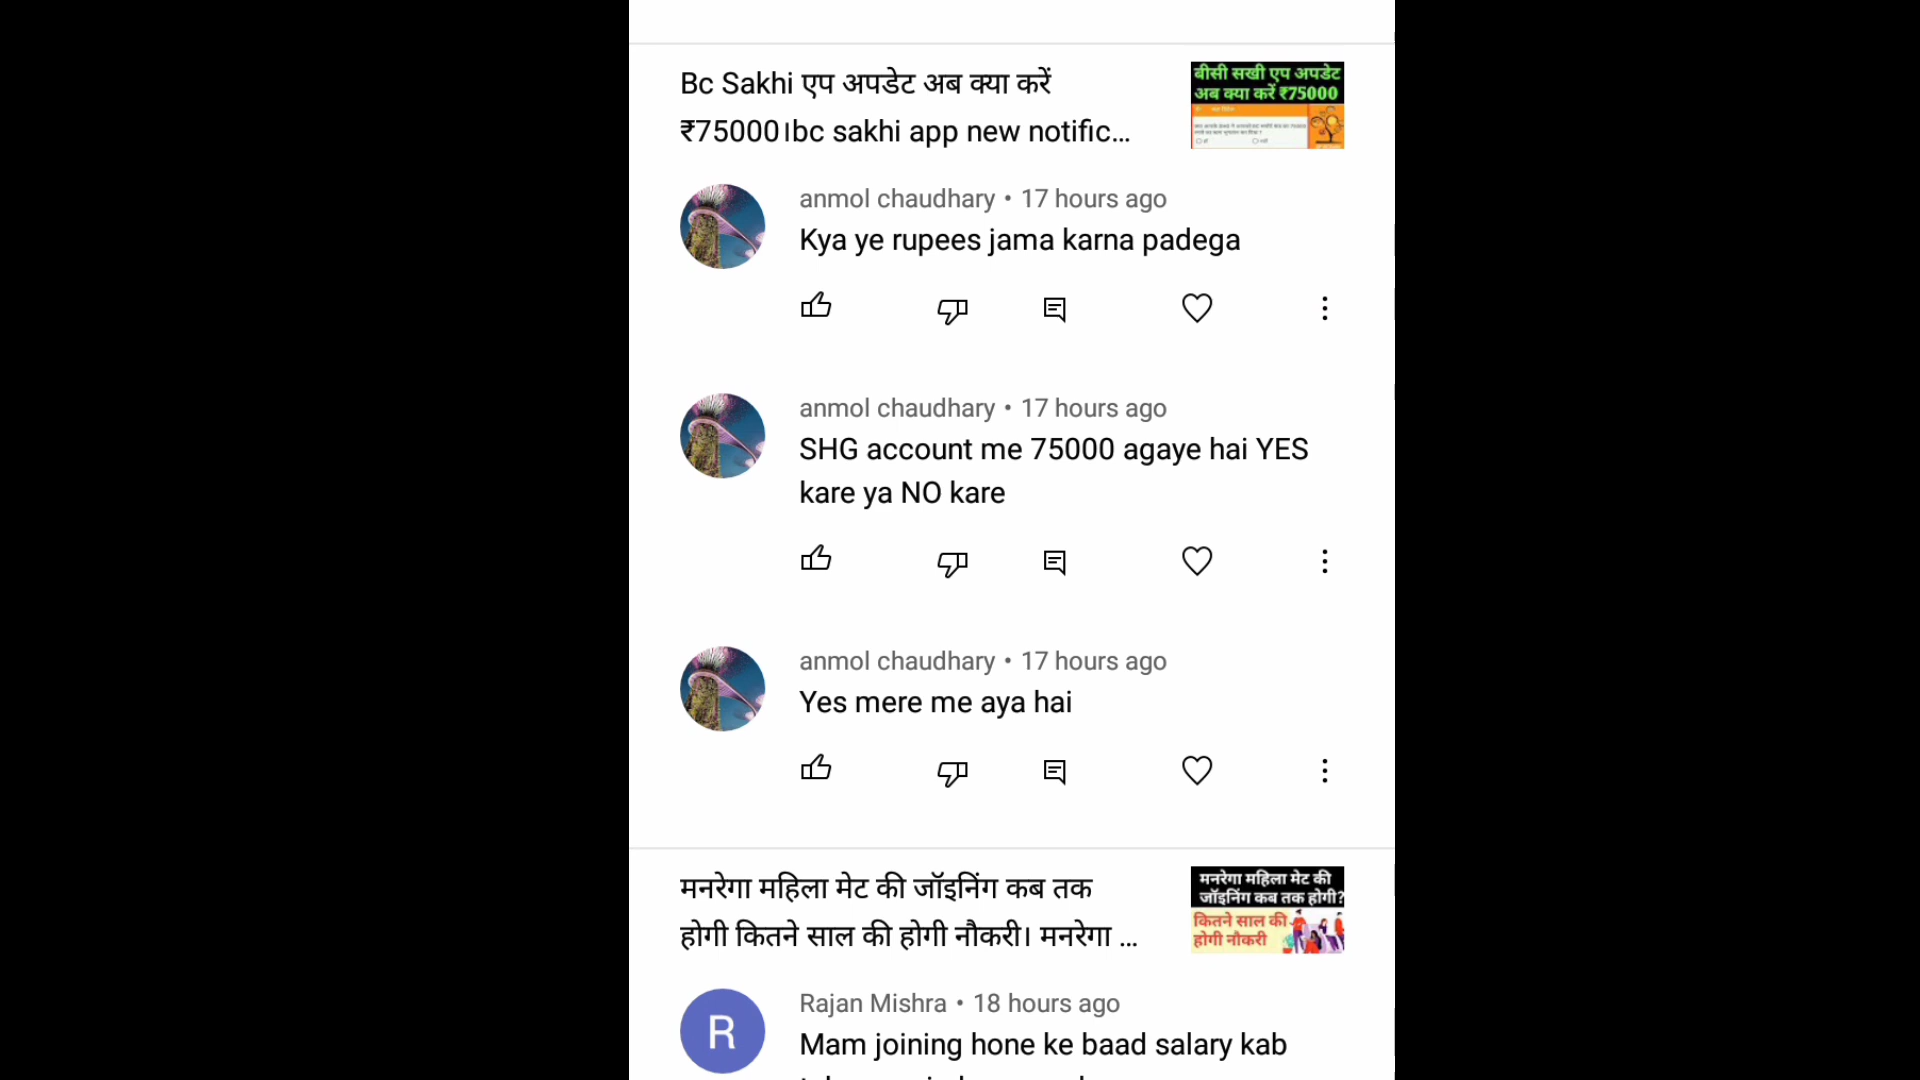 Bc Sakhi एप अपडेट अब क्या करें
₹75000।bc sakhi app new notific...
बीसी सखी एप अपडेट
अब क्या करें ₹75000
anmol chaudhary • 17 hours ago
Kya ye rupees jama karna padega
anmol chaudhary • 17 hours ago
SHG account me 75000 agaye hai YES
kare ya NO kare
anmol chaudhary • 17 hours ago
Yes mere me aya hai
मनरेगा महिला मेट की जॉइनिंग कब तक
होगी कितने साल की होगी नौकरी। मनरेगा ...
मनरेगा महिला मेट की
जॉइनिंग कब तक होगी?
कितने साल की
होगी नौकरी
R
Rajan Mishra • 18 hours ago
Mam joining hone ke baad salary kab